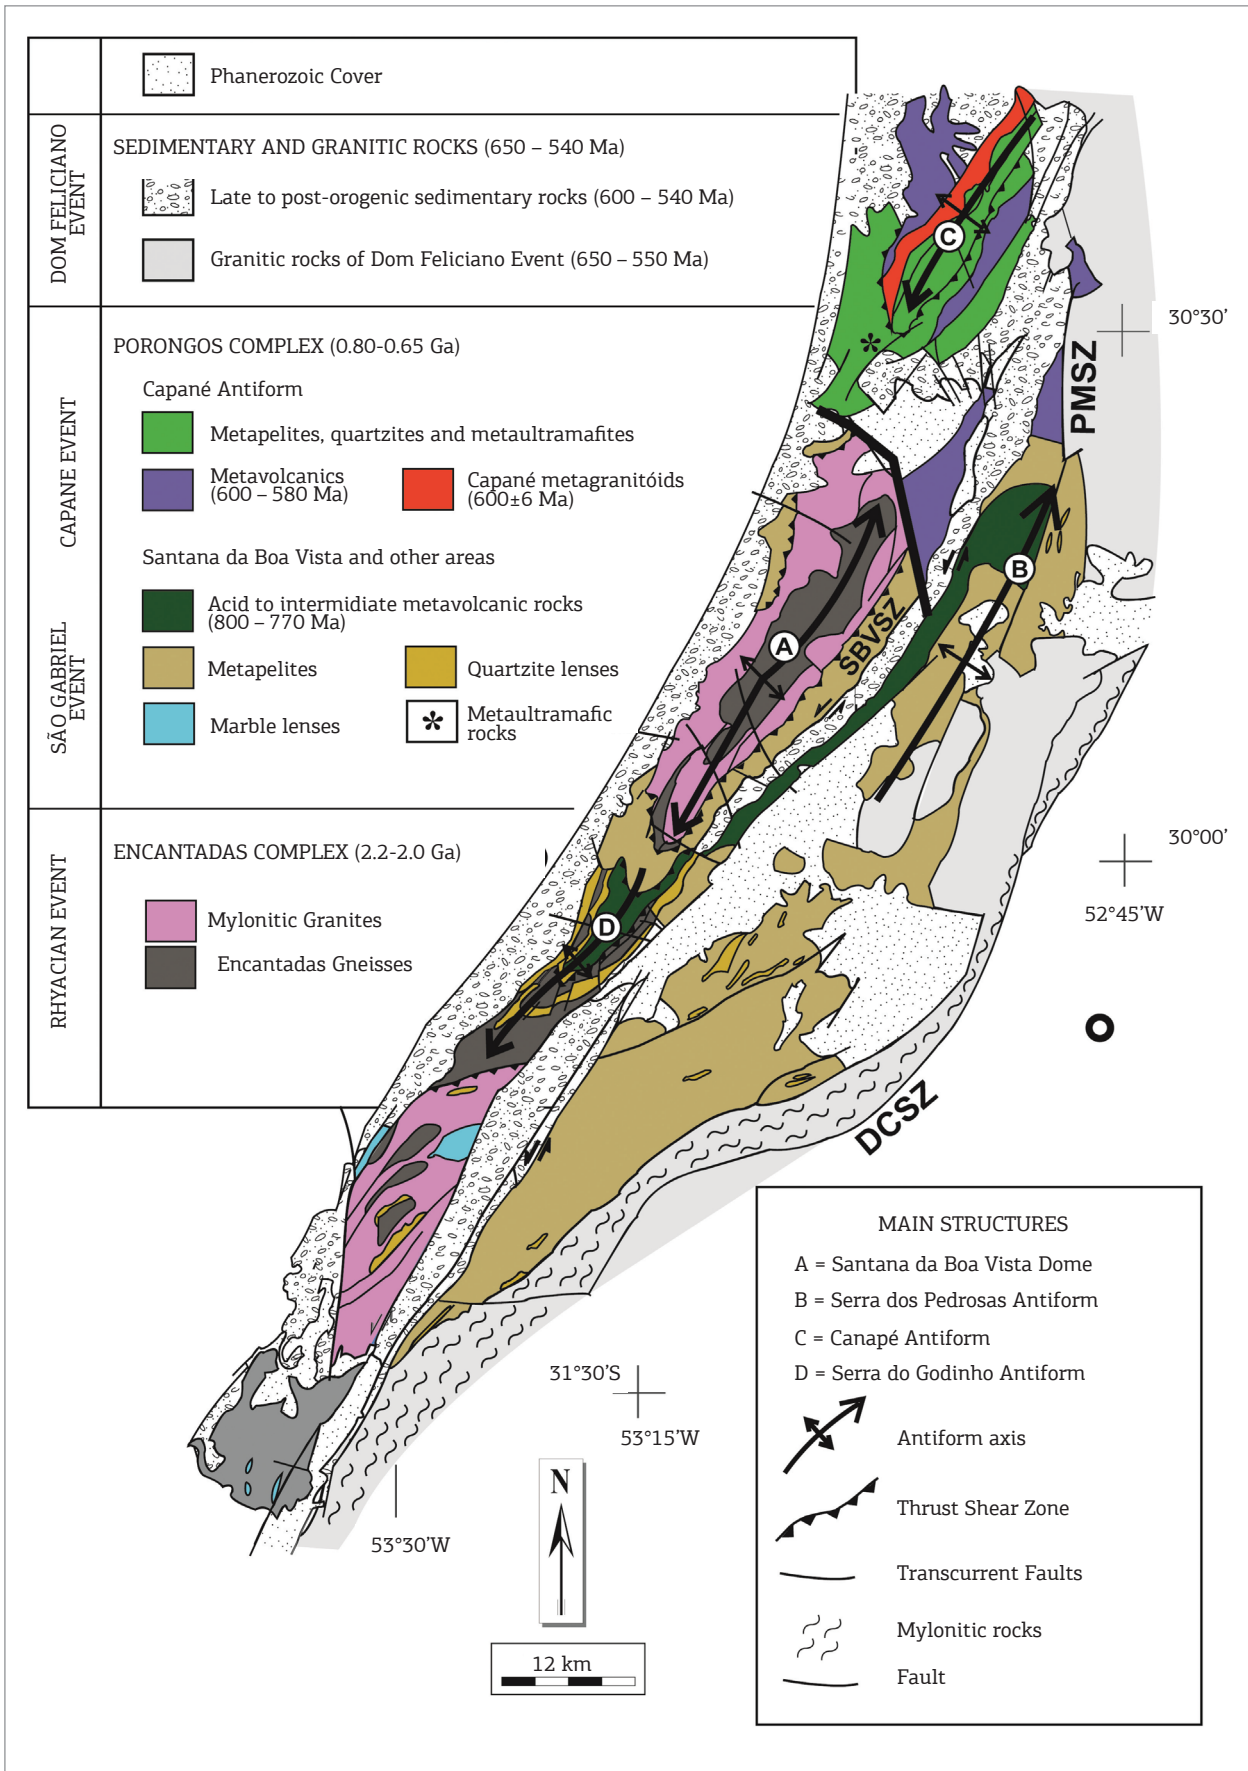 Phanerozoic Cover
DOM FELICIANO
EVENT
SEDIMENTARY AND GRANITIC ROCKS (650 – 540 Ma)
Late to post-orogenic sedimentary rocks (600 – 540 Ma)
Granitic rocks of Dom Feliciano Event (650 – 550 Ma)
CAPANE EVENT
SÃO GABRIEL
EVENT
PORONGOS COMPLEX (0.80-0.65 Ga)
Capané Antiform
Metapelites, quartzites and metaultramafites
Metavolcanics
(600 – 580 Ma)
Capané metagranitóids
(600±6 Ma)
Santana da Boa Vista and other areas
Acid to intermidiate metavolcanic rocks
(800 – 770 Ma)
Metapelites
Quartzite lenses
Marble lenses
*
Metaultramafic
rocks
RHYACIAN EVENT
ENCANTADAS COMPLEX (2.2-2.0 Ga)
Mylonitic Granites
Encantadas Gneisses
C
*
30°30'
PMSZ
B
A
SBVSZ
30°00'
52°45'W
D
DCSZ
31°30'S
53°15'W
53°30'W
N
12 km
MAIN STRUCTURES
A = Santana da Boa Vista Dome
B = Serra dos Pedrosas Antiform
C = Canapé Antiform
D = Serra do Godinho Antiform
Antiform axis
Thrust Shear Zone
Transcurrent Faults
Mylonitic rocks
Fault